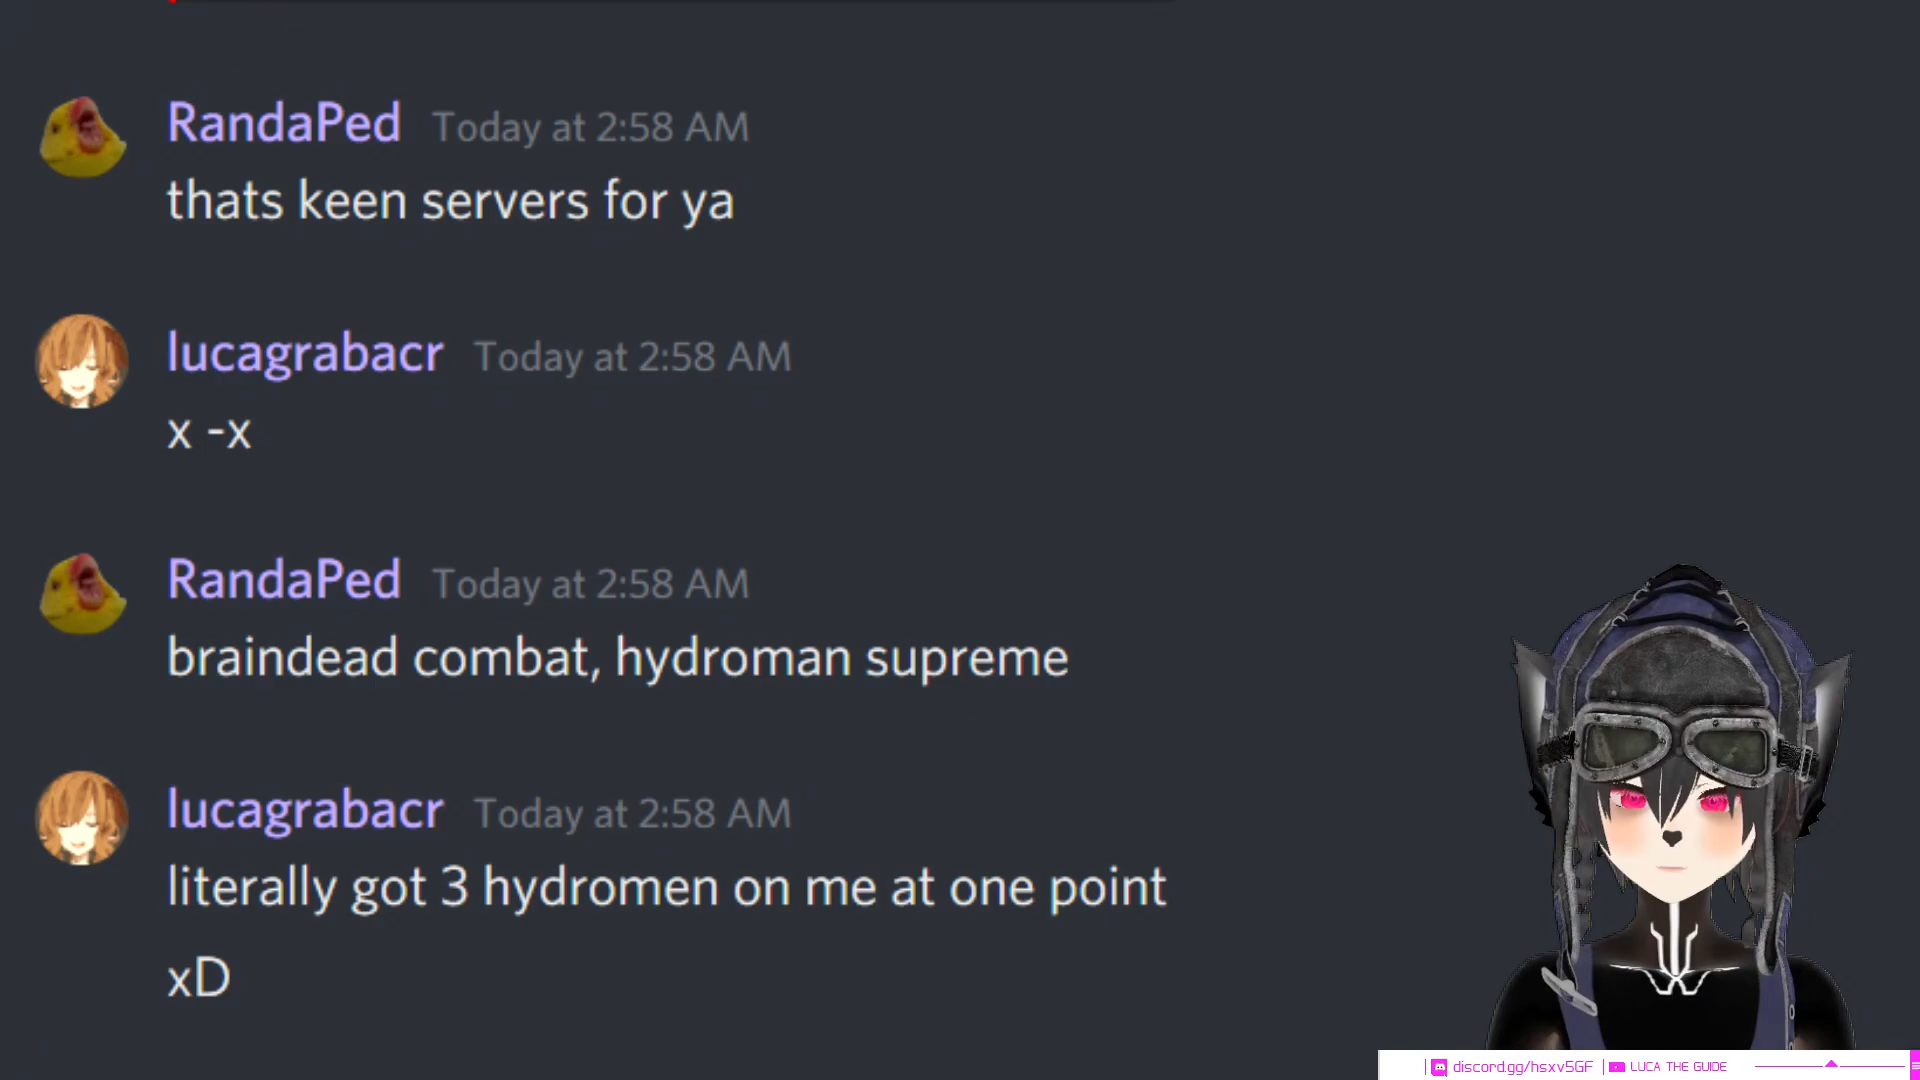 RandaPed Today at 2:58 AM
thats keen servers for ya
lucagrabacr Today at 2:58 AM
x -x
RandaPed Today at 2:58 AM
braindead combat, hydroman supreme
lucagrabacr Today at 2:58 AM
literally got 3 hydromen on me at one point
xD
discord.gg/hsxv5GF LUCA THE GUIDE